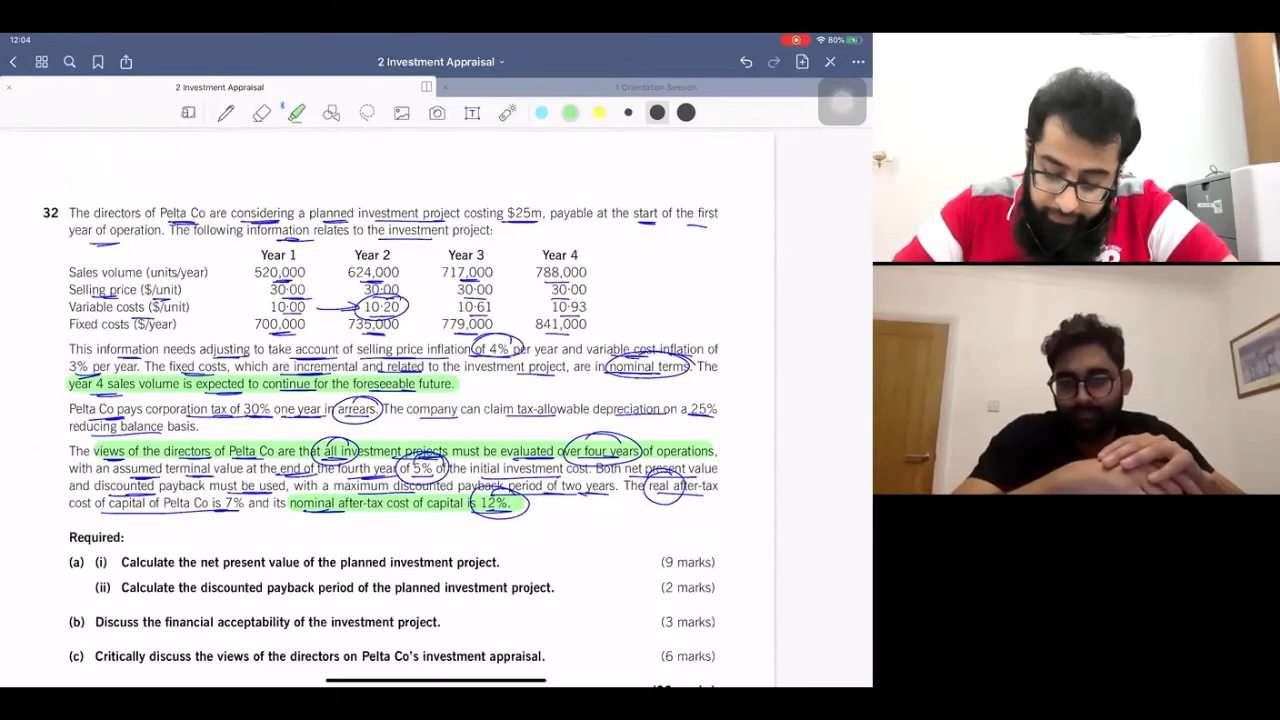 12:04
80%
2 Investment Appraisal
2 Investment Appraisal
1 Orientation Session
32 The directors of Pelta Co are considering a planned investment project costing $25m, payable at the start of the first
year of operation. The following information relates to the investment project:
Year 1 Year 2 Year 3 Year 4
Sales volume (units/year) 520,000 624,000 717,000 788,000
Selling price ($/unit) 30·00 30·00 30·00 30·00
Variable costs ($/unit) 10·00 10·20 10·61 10·93
Fixed costs ($/year) 700,000 735,000 779,000 841,000
This information needs adjusting to take account of selling price inflation of 4% per year and variable cost inflation of
3% per year. The fixed costs, which are incremental and related to the investment project, are in nominal terms. The
year 4 sales volume is expected to continue for the foreseeable future.
Pelta Co pays corporation tax of 30% one year in arrears. The company can claim tax-allowable depreciation on a 25%
reducing balance basis.
The views of the directors of Pelta Co are that all investment projects must be evaluated over four years of operations,
with an assumed terminal value at the end of the fourth year of 5% of the initial investment cost. Both net present value
and discounted payback must be used, with a maximum discounted payback period of two years. The real after-tax
cost of capital of Pelta Co is 7% and its nominal after-tax cost of capital is 12%.
Required:
(a) (i) Calculate the net present value of the planned investment project. (9 marks)
(ii) Calculate the discounted payback period of the planned investment project. (2 marks)
(b) Discuss the financial acceptability of the investment project. (3 marks)
(c) Critically discuss the views of the directors on Pelta Co's investment appraisal. (6 marks)